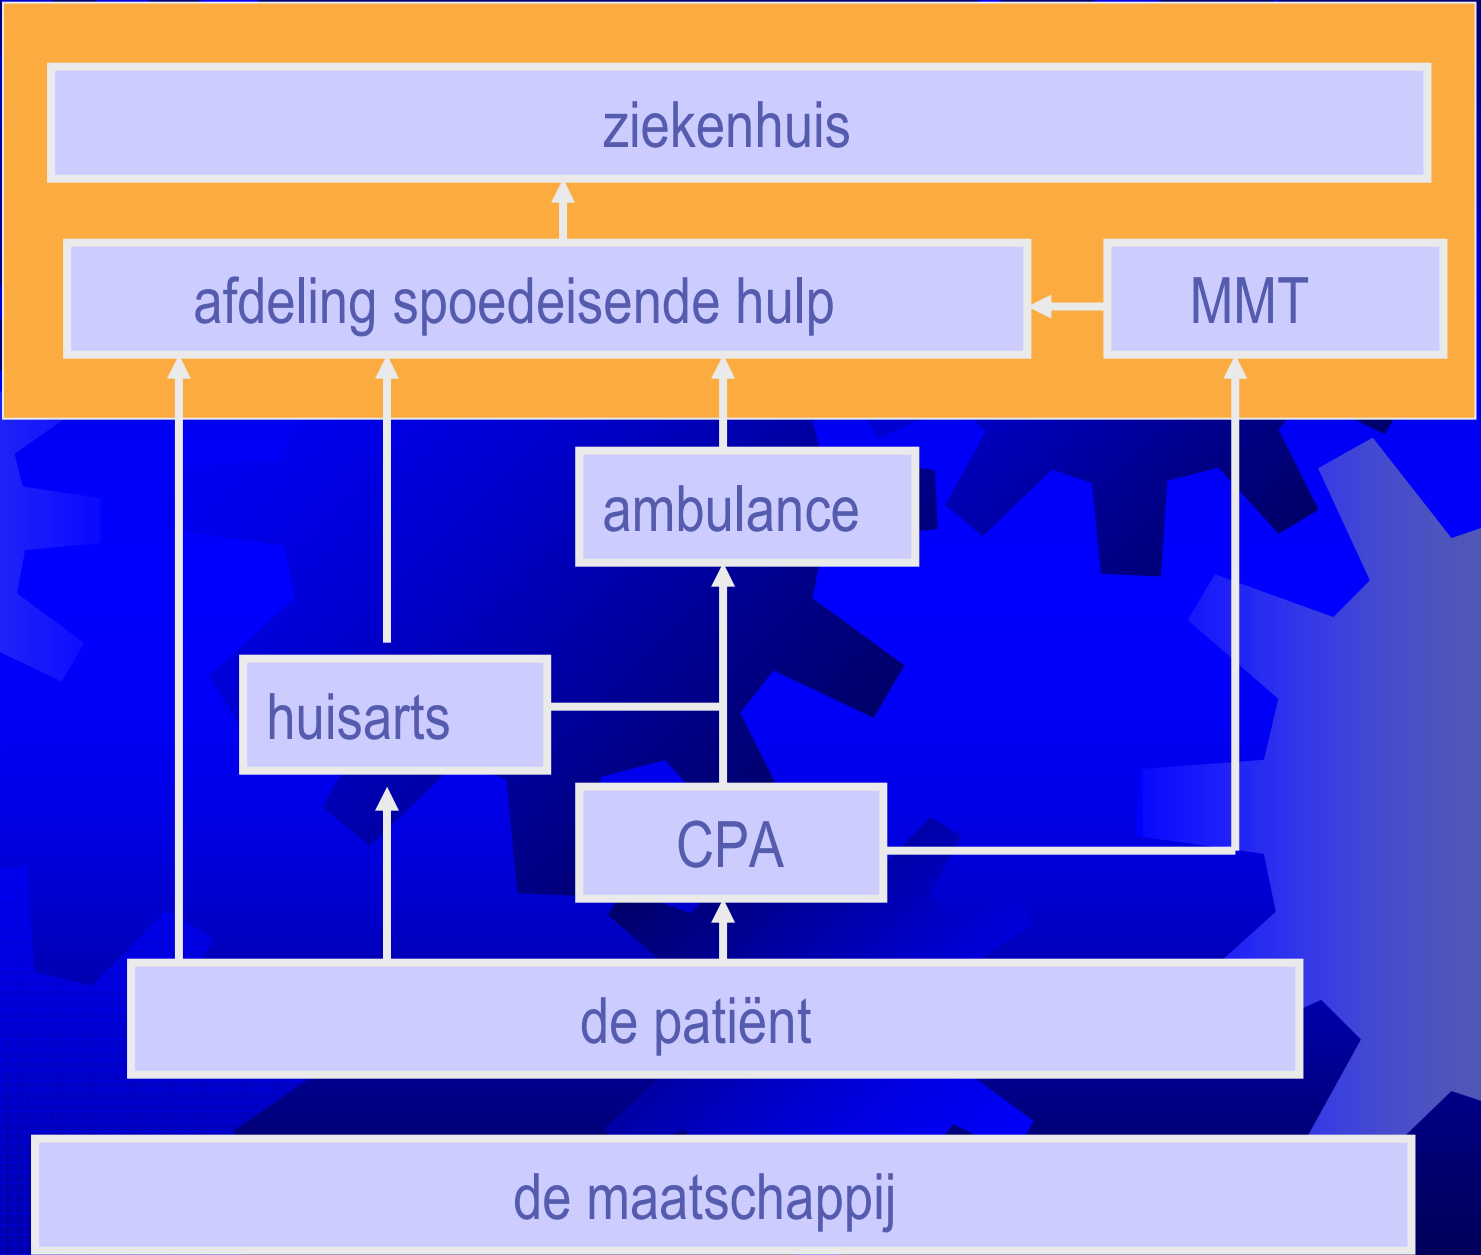 ziekenhuis
afdeling spoedeisende hulp
MMT
ambulance
huisarts
CPA
de patiënt
de maatschappij